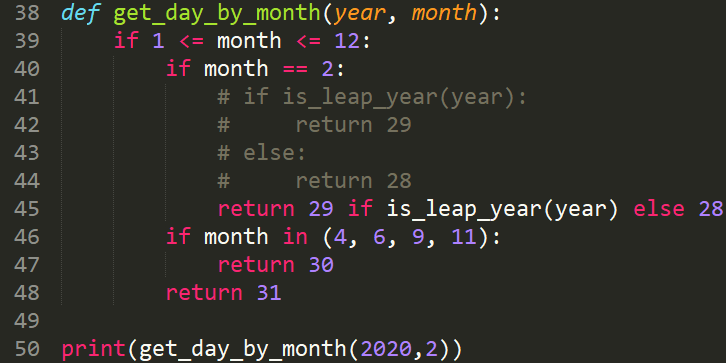 38 def get_day_by_month(year, month):
39     if 1 <= month <= 12:
40         if month == 2:
41             # if is_leap_year(year):
42             #     return 29
43             # else:
44             #     return 28
45             return 29 if is_leap_year(year) else 28
46         if month in (4, 6, 9, 11):
47             return 30
48         return 31
49
50 print(get_day_by_month(2020,2))